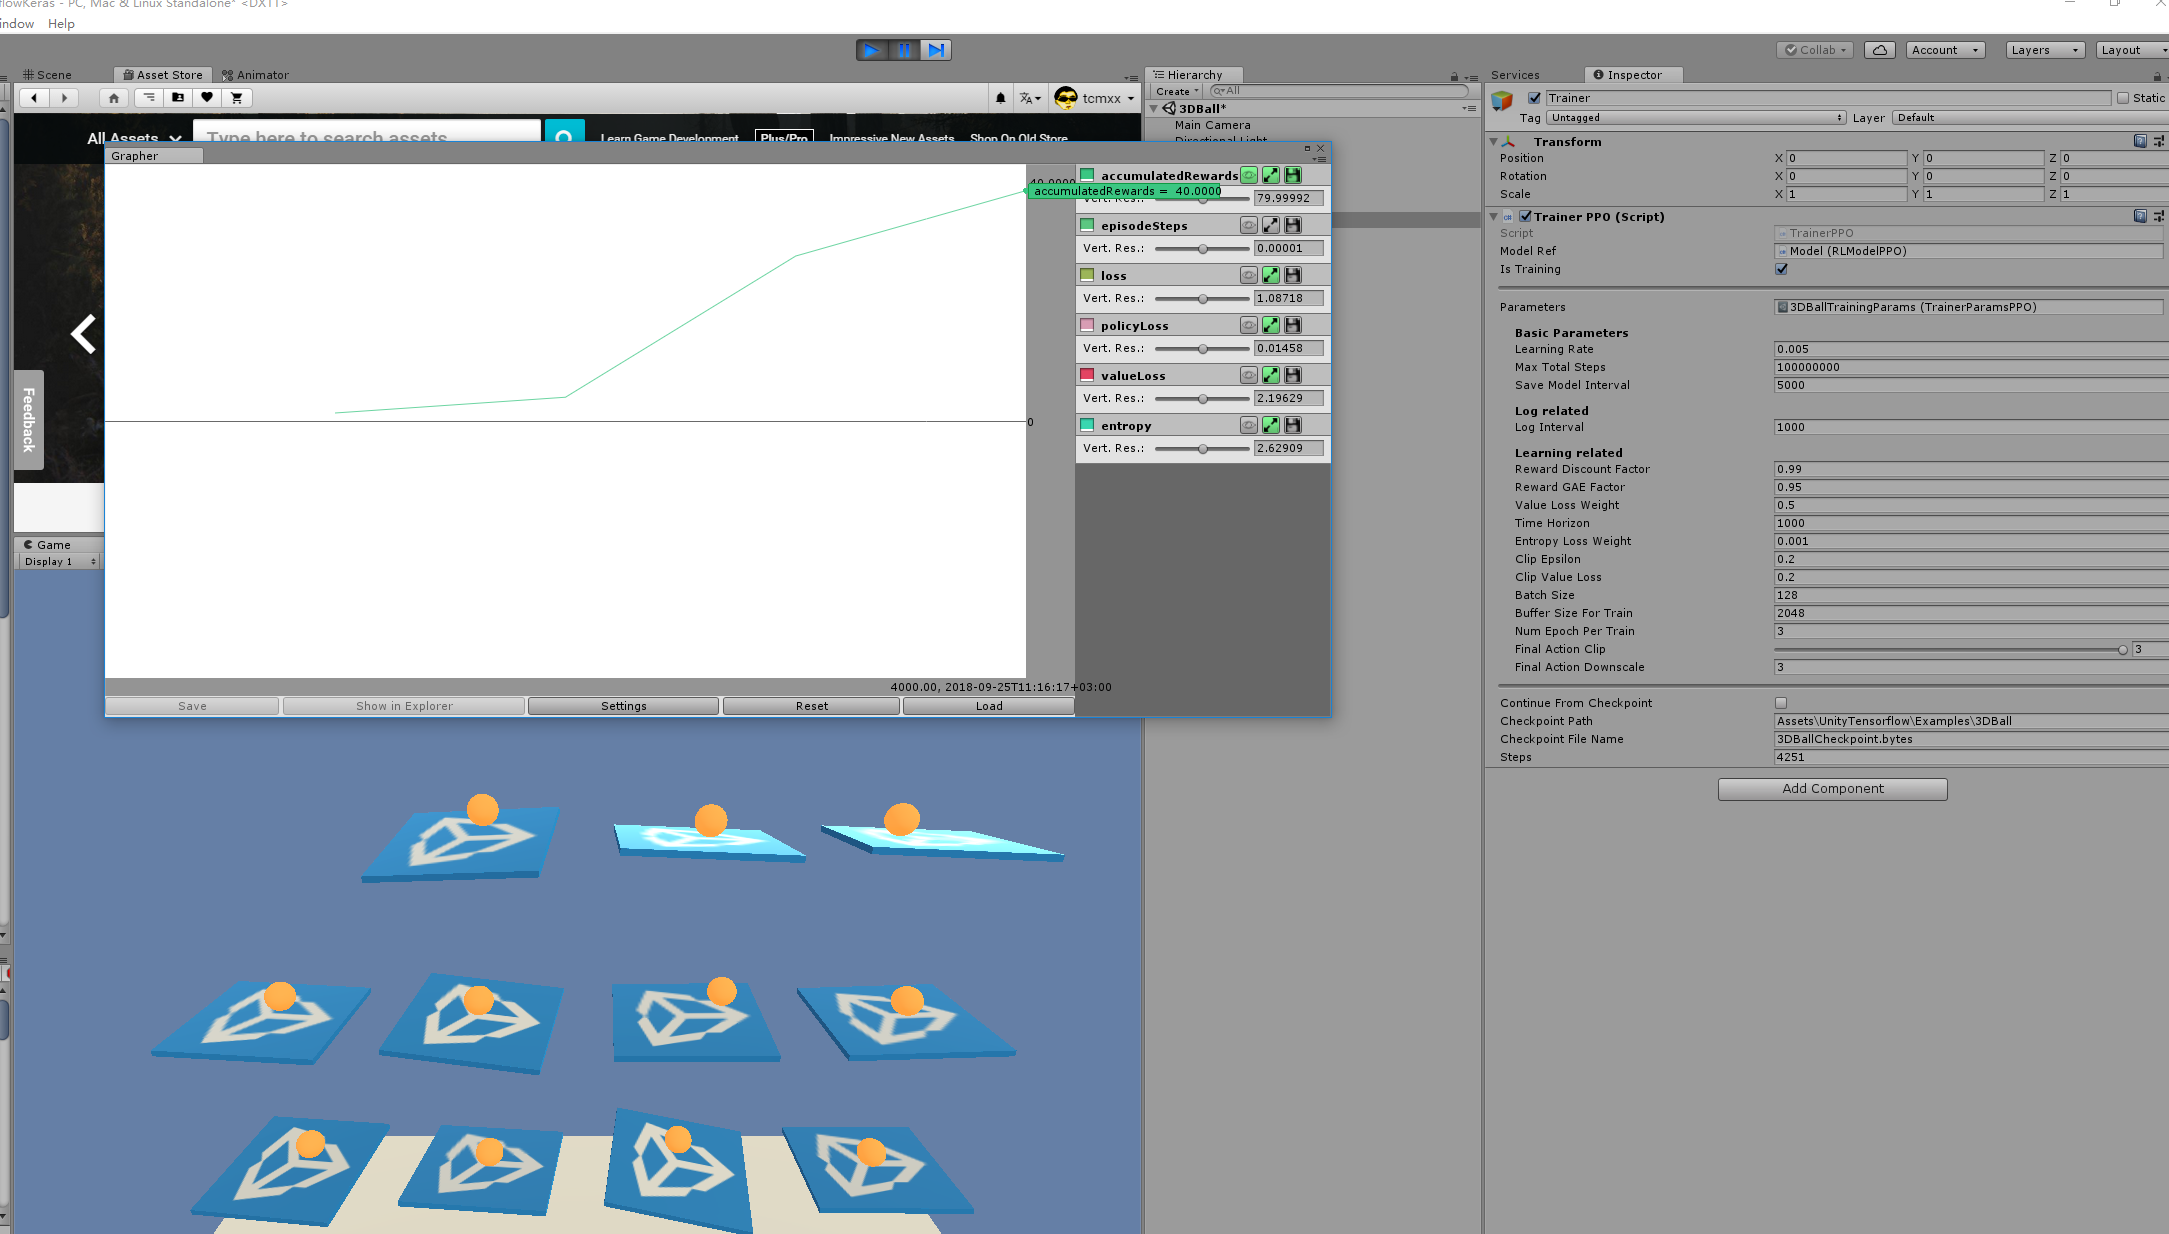 flowKeras - PC, Mac & Linux Standalone* <DX11>
indow Help
Collab
Account
Layers
Layout
Scene
Asset Store
Animator
tcmxx
All Assets
Type here to search assets
Learn Game Development
Plus/Pro
Impressive New Assets
Shop On Old Store
Feedback
Grapher
40.0000
accumulatedRewards = 40.0000
0
4000.00, 2018-09-25T11:16:17+03:00
Save
Show in Explorer
Settings
Reset
Load
accumulatedRewards
Vert. Res.: 79.99992
episodeSteps
Vert. Res.: 0.00001
loss
Vert. Res.: 1.08718
policyLoss
Vert. Res.: 0.01458
valueLoss
Vert. Res.: 2.19629
entropy
Vert. Res.: 2.62909
Game
Display 1
Hierarchy
Create
All
3DBall*
Main Camera
Directional Light
Services
Inspector
Trainer
Static
Tag Untagged Layer Default
Transform
Position X 0 Y 0 Z 0
Rotation X 0 Y 0 Z 0
Scale X 1 Y 1 Z 1
Trainer PPO (Script)
Script TrainerPPO
Model Ref Model (RLModelPPO)
Is Training
Parameters 3DBallTrainingParams (TrainerParamsPPO)
Basic Parameters
Learning Rate 0.005
Max Total Steps 100000000
Save Model Interval 5000
Log related
Log Interval 1000
Learning related
Reward Discount Factor 0.99
Reward GAE Factor 0.95
Value Loss Weight 0.5
Time Horizon 1000
Entropy Loss Weight 0.001
Clip Epsilon 0.2
Clip Value Loss 0.2
Batch Size 128
Buffer Size For Train 2048
Num Epoch Per Train 3
Final Action Clip 3
Final Action Downscale 3
Continue From Checkpoint
Checkpoint Path Assets\UnityTensorflow\Examples\3DBall
Checkpoint File Name 3DBallCheckpoint.bytes
Steps 4251
Add Component